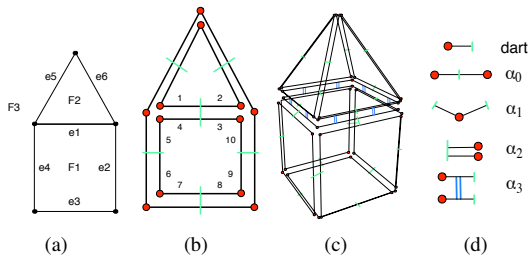 e5
e6
F3
F2
e1
e4
F1
e2
e3
(a)
1
2
4
3
5
10
6
9
7
8
(b)
(c)
dart
α₀
α₁
α₂
α₃
(d)